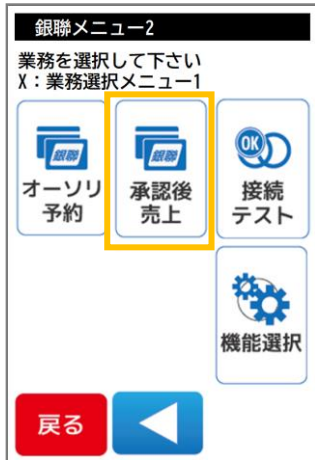 銀聯メニュー2
業務を選択して下さい
X：業務選択メニュー1
銀聯
銀聯
OK
オーソリ
予約
承認後
売上
接続
テスト
機能選択
戻る